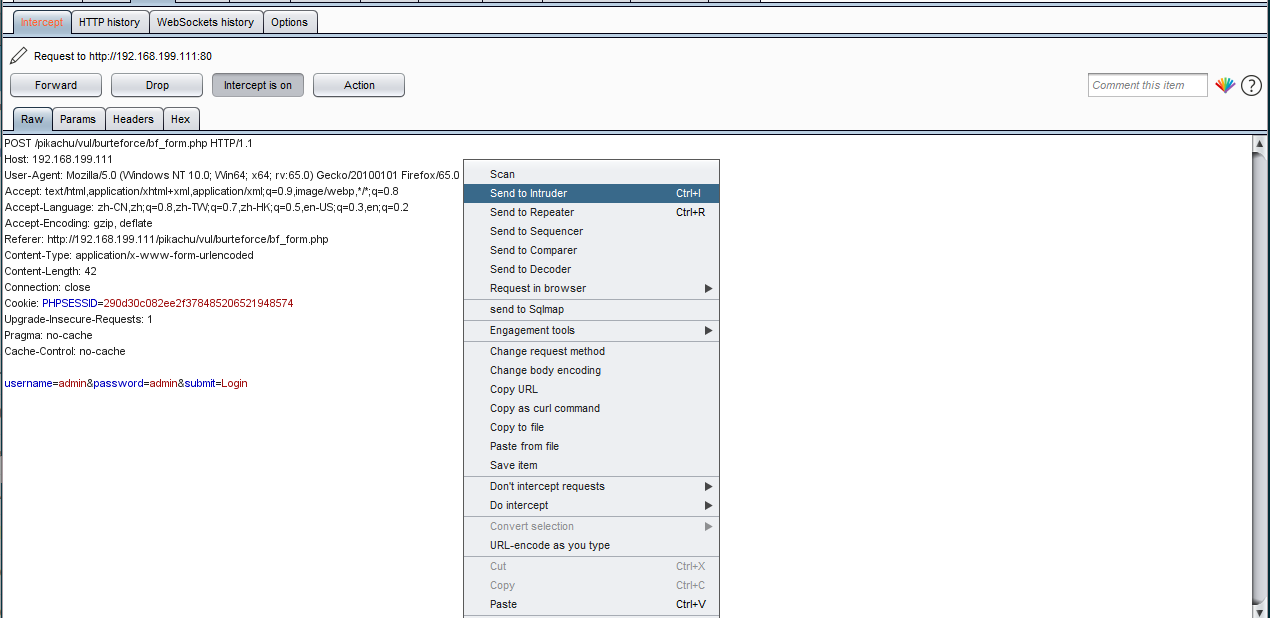 Intercept HTTP history WebSockets history Options
Request to http://192.168.199.111:80
Forward Drop Intercept is on Action Comment this item ?
Raw Params Headers Hex
POST /pikachu/vul/burteforce/bf_form.php HTTP/1.1
Host: 192.168.199.111
User-Agent: Mozilla/5.0 (Windows NT 10.0; Win64; x64; rv:65.0) Gecko/20100101 Firefox/65.0
Accept: text/html,application/xhtml+xml,application/xml;q=0.9,image/webp,*/*;q=0.8
Accept-Language: zh-CN,zh;q=0.8,zh-TW;q=0.7,zh-HK;q=0.5,en-US;q=0.3,en;q=0.2
Accept-Encoding: gzip, deflate
Referer: http://192.168.199.111/pikachu/vul/burteforce/bf_form.php
Content-Type: application/x-www-form-urlencoded
Content-Length: 42
Connection: close
Cookie: PHPSESSID=290d30c082ee2f378485206521948574
Upgrade-Insecure-Requests: 1
Pragma: no-cache
Cache-Control: no-cache
username=admin&password=admin&submit=Login
Scan
Send to Intruder Ctrl+I
Send to Repeater Ctrl+R
Send to Sequencer
Send to Comparer
Send to Decoder
Request in browser
send to Sqlmap
Engagement tools
Change request method
Change body encoding
Copy URL
Copy as curl command
Copy to file
Paste from file
Save item
Don't intercept requests
Do intercept
Convert selection
URL-encode as you type
Cut Ctrl+X
Copy Ctrl+C
Paste Ctrl+V